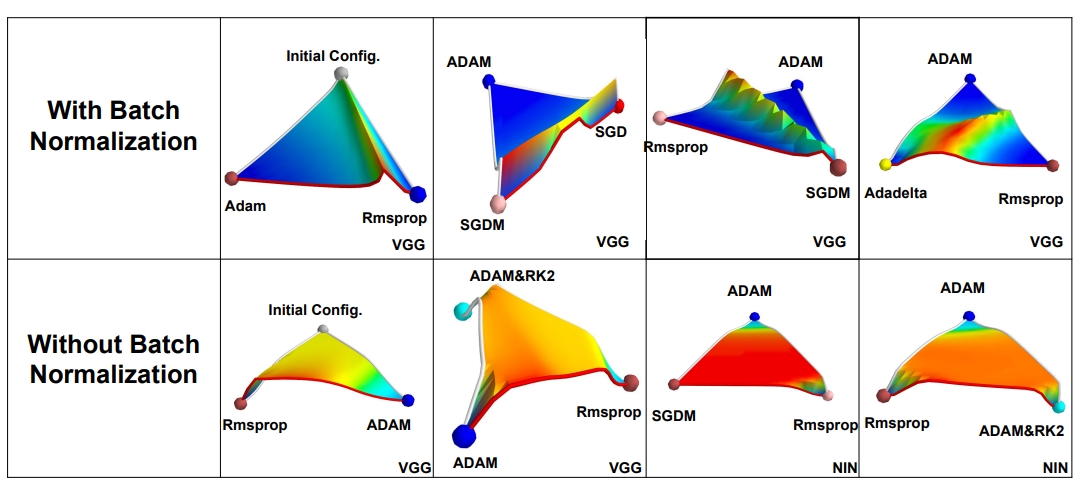 With Batch
Normalization
Initial Config.
Adam
Rmsprop
VGG
ADAM
SGD
SGDM
VGG
ADAM
Rmsprop
SGDM
VGG
ADAM
Adadelta
Rmsprop
VGG
Without Batch
Normalization
Initial Config.
Rmsprop
ADAM
VGG
ADAM&RK2
Rmsprop
ADAM
VGG
ADAM
SGDM
Rmsprop
NIN
ADAM
Rmsprop
ADAM&RK2
NIN